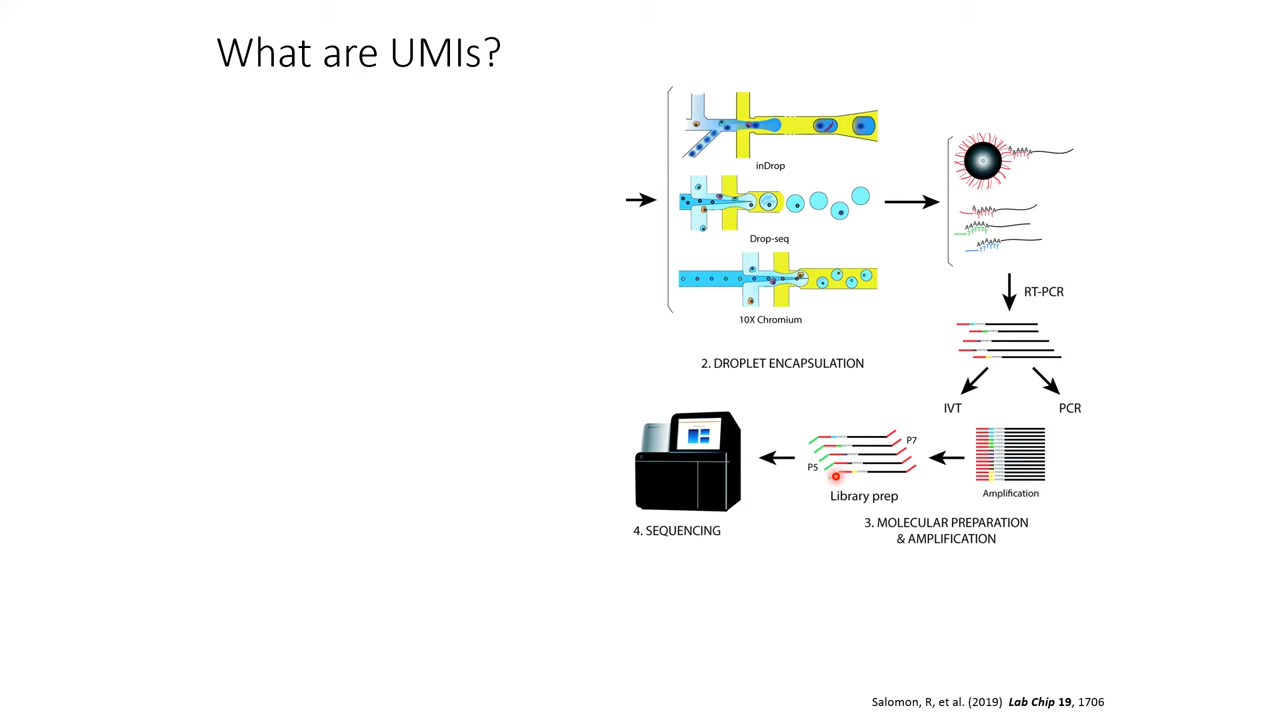 What are UMIs?
inDrop
Drop-seq
10X Chromium
2. DROPLET ENCAPSULATION
RT-PCR
IVT
PCR
Amplification
P7
P5
Library prep
3. MOLECULAR PREPARATION
& AMPLIFICATION
4. SEQUENCING
Salomon, R, et al. (2019) Lab Chip 19, 1706